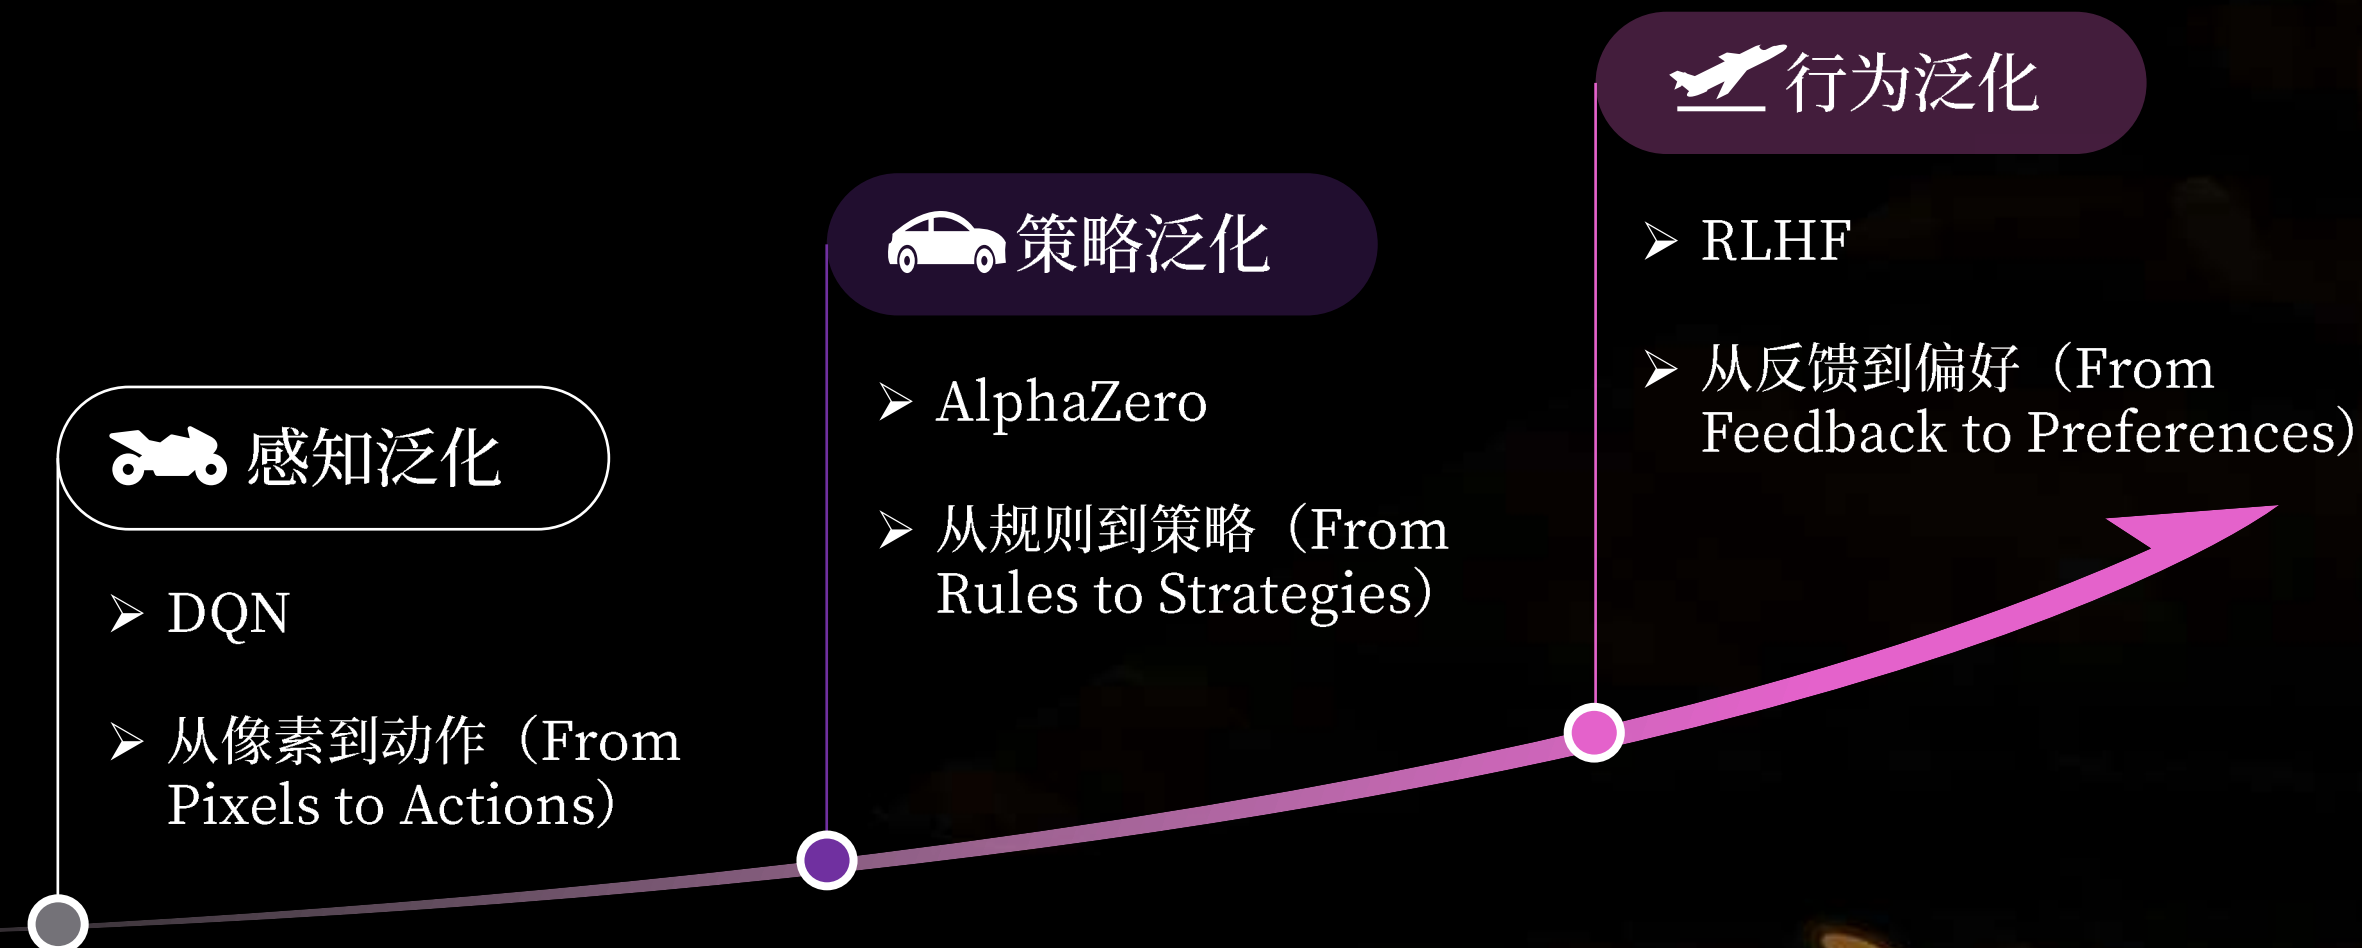 感知泛化
DQN
从像素到动作（From
Pixels to Actions）
策略泛化
AlphaZero
从规则到策略（From
Rules to Strategies）
行为泛化
RLHF
从反馈到偏好（From
Feedback to Preferences）